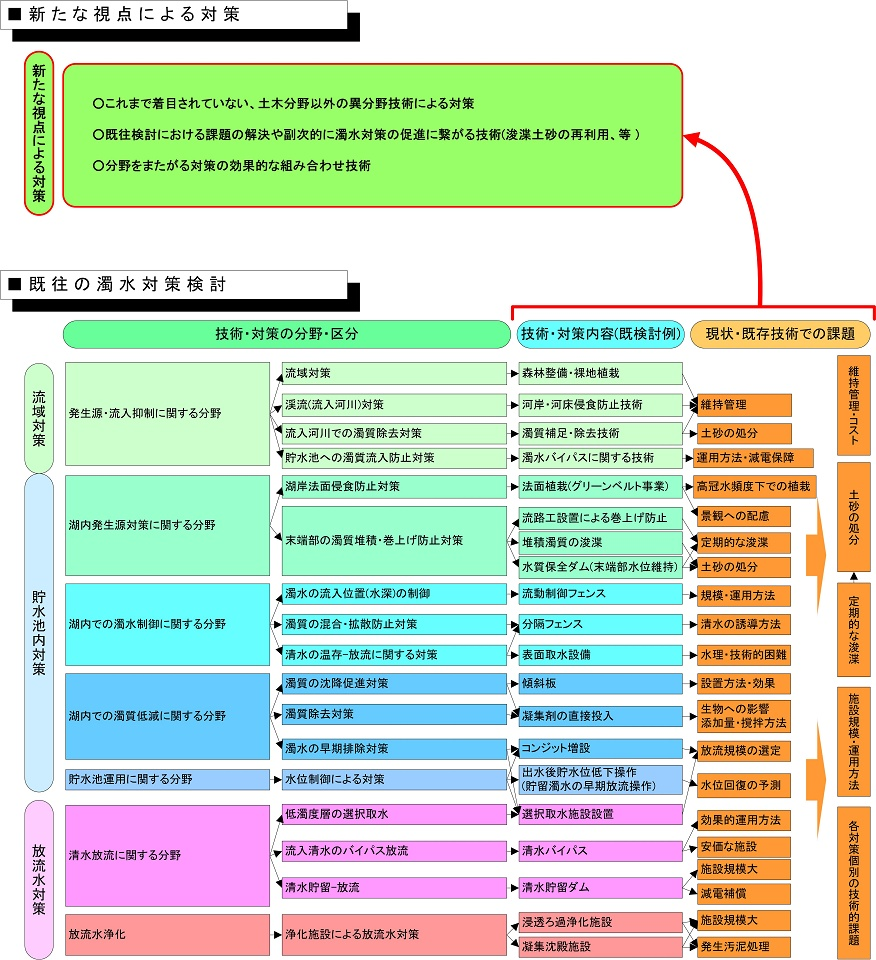 ■ 新たな視点による対策
新たな視点による対策
○これまで着目されていない、土木分野以外の異分野技術による対策
○既往検討における課題の解決や副次的に濁水対策の促進に繋がる技術(浚渫土砂の再利用、等 )
○分野をまたがる対策の効果的な組み合わせ技術
■ 既往の濁水対策検討
技術・対策の分野・区分
技術・対策内容(既検討例)
現状・既存技術での課題
流域対策
発生源・流入抑制に関する分野
流域対策
森林整備・裸地植栽
渓流(流入河川)対策
河岸・河床侵食防止技術
維持管理
流入河川での濁質除去対策
濁質補足・除去技術
土砂の処分
貯水池への濁質流入防止対策
濁水バイパスに関する技術
運用方法・減電保障
維持管理・コスト
貯水池内対策
湖内発生源対策に関する分野
湖岸法面侵食防止対策
法面植栽(グリーンベルト事業)
高冠水頻度下での植栽
景観への配慮
末端部の濁質堆積・巻上げ防止対策
流路工設置による巻上げ防止
堆積濁質の浚渫
定期的な浚渫
水質保全ダム(末端部水位維持)
土砂の処分
土砂の処分
湖内での濁水制御に関する分野
濁水の流入位置(水深)の制御
流動制御フェンス
規模・運用方法
濁質の混合・拡散防止対策
分隔フェンス
清水の誘導方法
清水の温存-放流に関する対策
表面取水設備
水理・技術的困難
定期的な浚渫
湖内での濁質低減に関する分野
濁質の沈降促進対策
傾斜板
設置方法・効果
濁質除去対策
凝集剤の直接投入
生物への影響
添加量・撹拌方法
濁水の早期排除対策
コンジット増設
放流規模の選定
貯水池運用に関する分野
水位制御による対策
出水後貯水位低下操作
(貯留濁水の早期放流操作)
水位回復の予測
施設規模・運用方法
放流水対策
清水放流に関する分野
低濁度層の選択取水
選択取水施設設置
効果的運用方法
流入清水のバイパス放流
清水バイパス
安価な施設
施設規模大
清水貯留-放流
清水貯留ダム
減電補償
放流水浄化
浄化施設による放流水対策
浸透ろ過浄化施設
施設規模大
凝集沈殿施設
発生汚泥処理
各対策個別の技術的課題